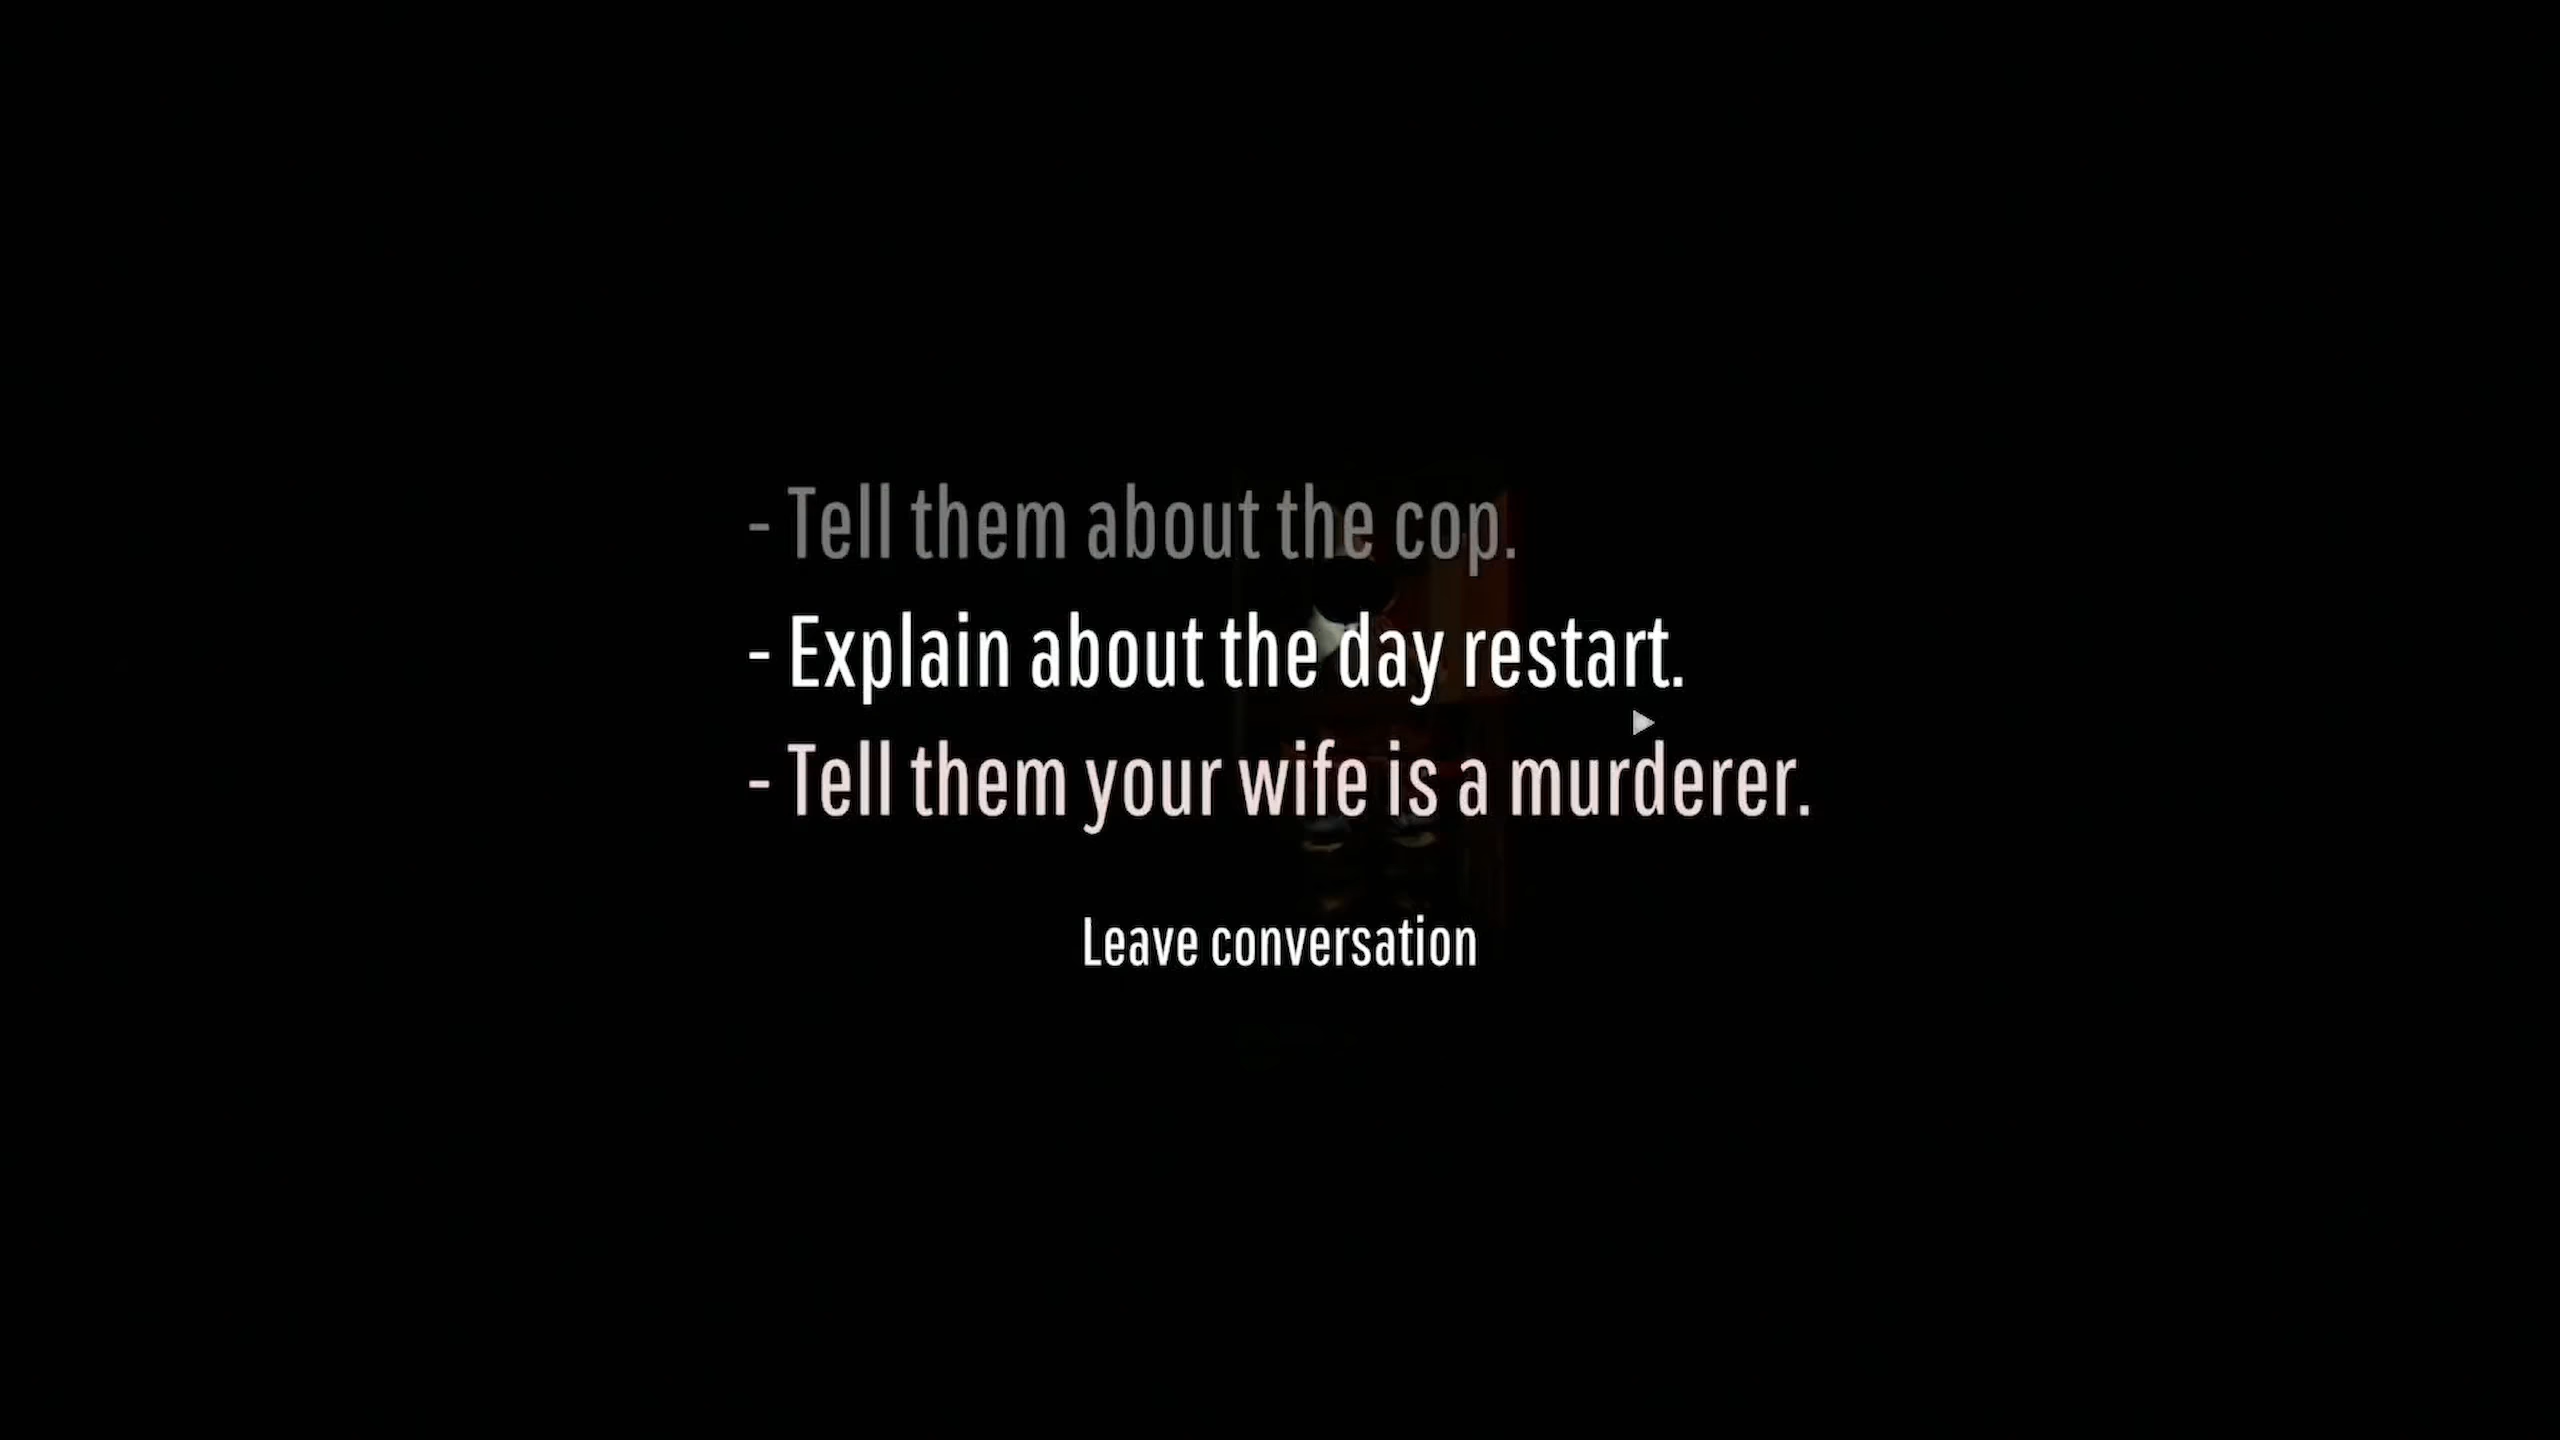 - Tell them about the cop.
- Explain about the day restart.
- Tell them your wife is a murderer.
Leave conversation